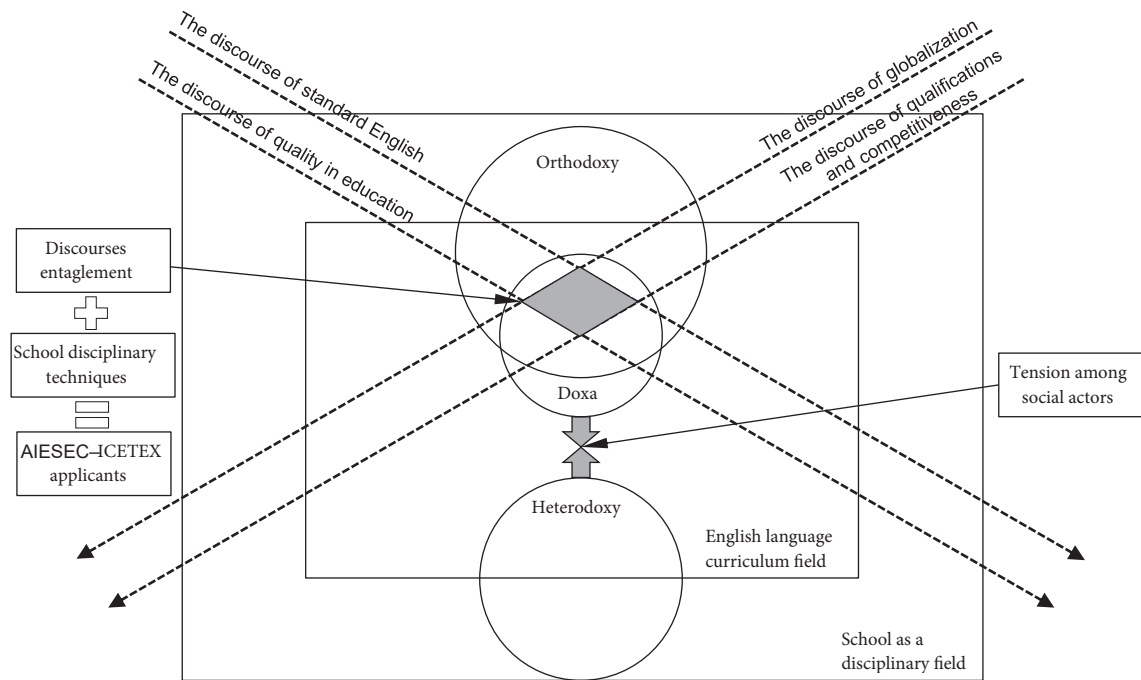 The discourse of standard English
The discourse of quality in education
The discourse of globalization
The discourse of qualifications
and competitiveness
Orthodoxy
Discourses
entaglement
School disciplinary
techniques
AIESEC–ICETEX
applicants
Doxa
Tension among
social actors
Heterodoxy
English language
curriculum field
School as a
disciplinary field